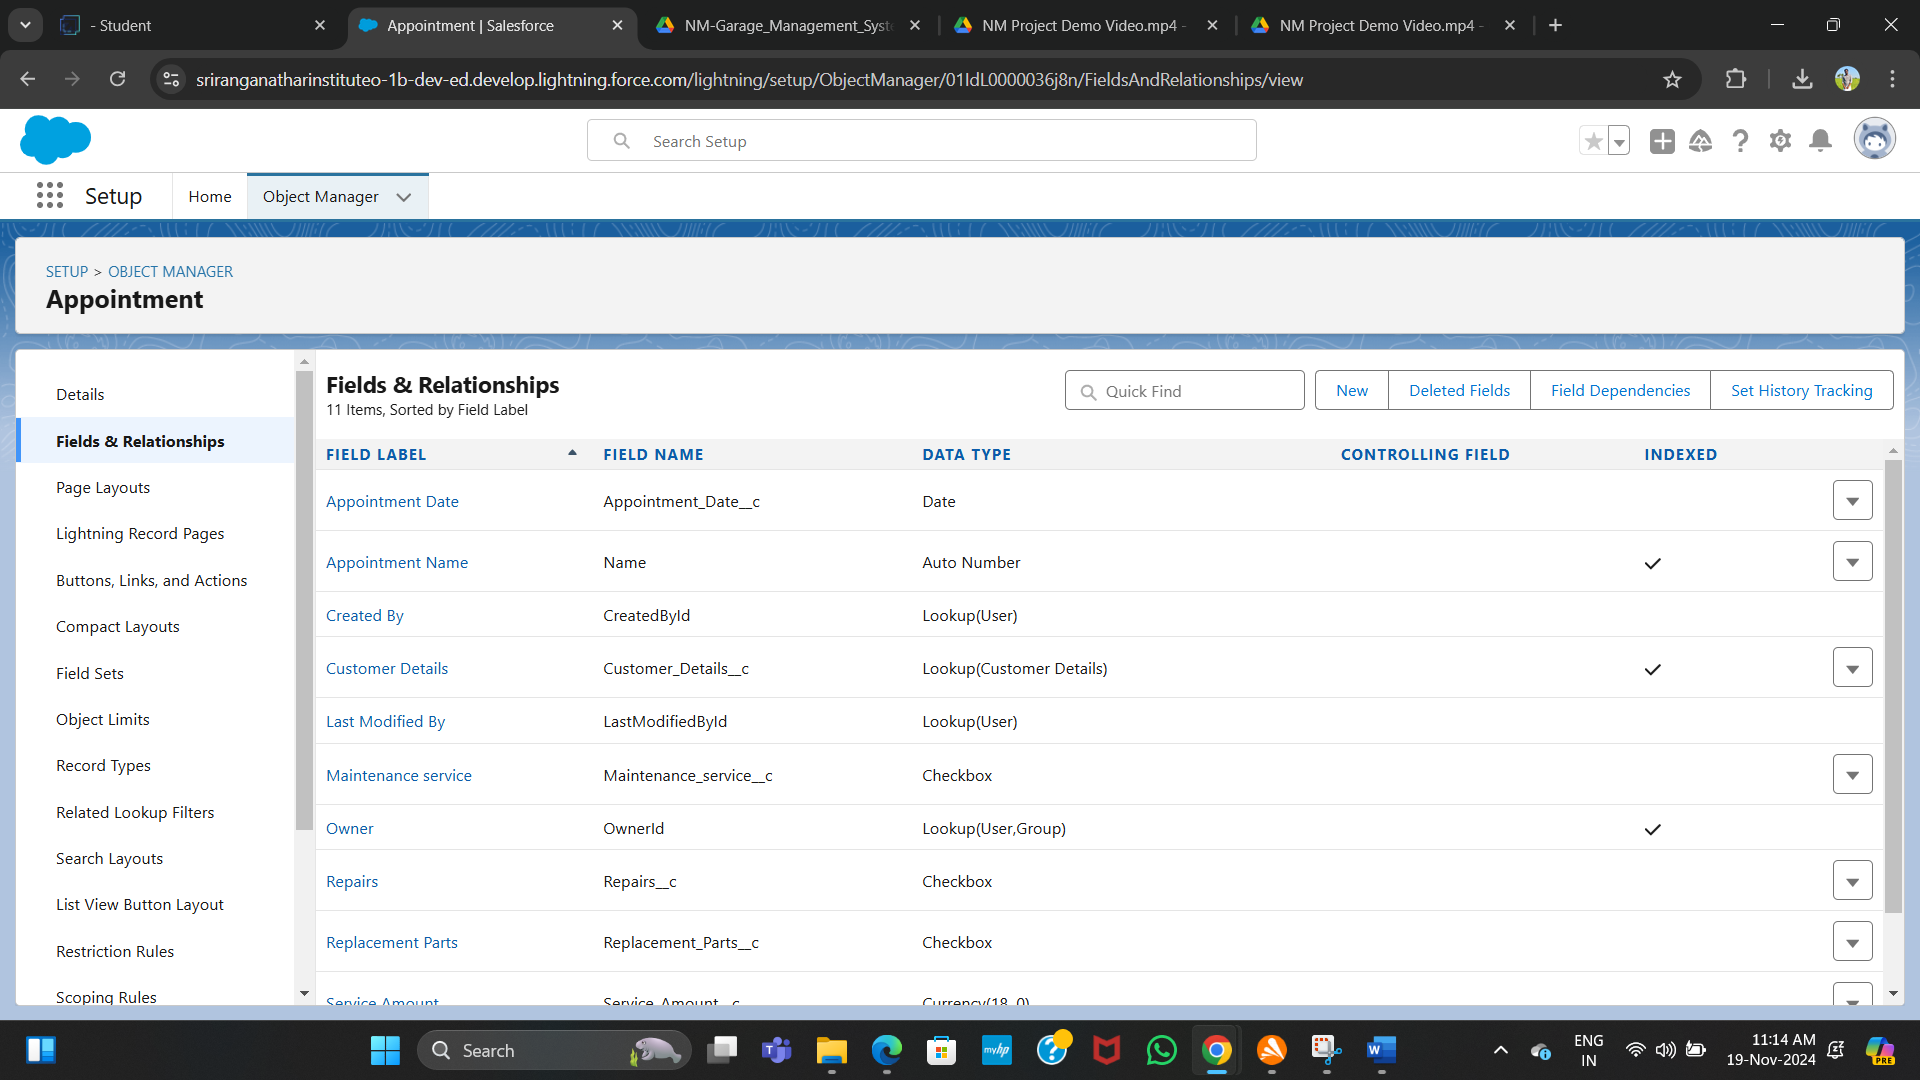 - Student
Appointment | Salesforce
NM-Garage_Management_Syste
NM Project Demo Video.mp4 -
NM Project Demo Video.mp4 -
sriranganatharinstituteo-1b-dev-ed.develop.lightning.force.com/lightning/setup/ObjectManager/01IdL0000036j8n/FieldsAndRelationships/view
Search Setup
Setup
Home
Object Manager
SETUP > OBJECT MANAGER
Appointment
Details
Fields & Relationships
Page Layouts
Lightning Record Pages
Buttons, Links, and Actions
Compact Layouts
Field Sets
Object Limits
Record Types
Related Lookup Filters
Search Layouts
List View Button Layout
Restriction Rules
Scoping Rules
Fields & Relationships
11 Items, Sorted by Field Label
Quick Find
New
Deleted Fields
Field Dependencies
Set History Tracking
FIELD LABEL FIELD NAME DATA TYPE CONTROLLING FIELD INDEXED
Appointment Date Appointment_Date__c Date
Appointment Name Name Auto Number
Created By CreatedById Lookup(User)
Customer Details Customer_Details__c Lookup(Customer Details)
Last Modified By LastModifiedById Lookup(User)
Maintenance service Maintenance_service__c Checkbox
Owner OwnerId Lookup(User,Group)
Repairs Repairs__c Checkbox
Replacement Parts Replacement_Parts__c Checkbox
Service Amount Service_Amount__c Currency(18, 0)
Search
myhp
ENG
IN
11:14 AM
19-Nov-2024
PRE